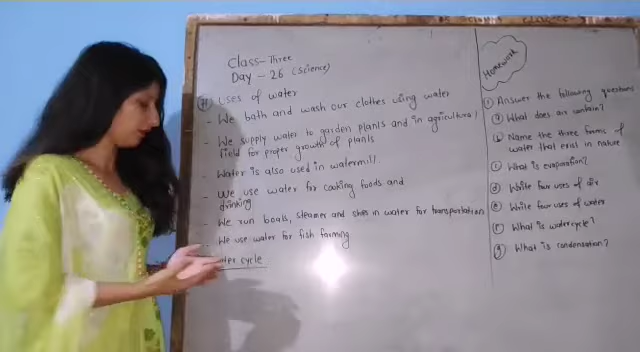 Class-Three
Day - 26 (Science)
(H) Uses of water
- We bath and wash our clothes using water
- We supply water to garden plants and in agricultural
field for proper growth of plants
- Water is also used in watermill.
- We use water for cooking foods and
drinking
- We run boats, steamer and ships in water for transportation
- We use water for fish farming
ter cycle
Homework
Answer the following questions
(a) What does air contain?
(b) Name the three forms of
water that exist in nature
(c) What is evaporation?
(d) Write four uses of air
(e) Write four uses of water
(f) What is water cycle?
(g) What is condensation?